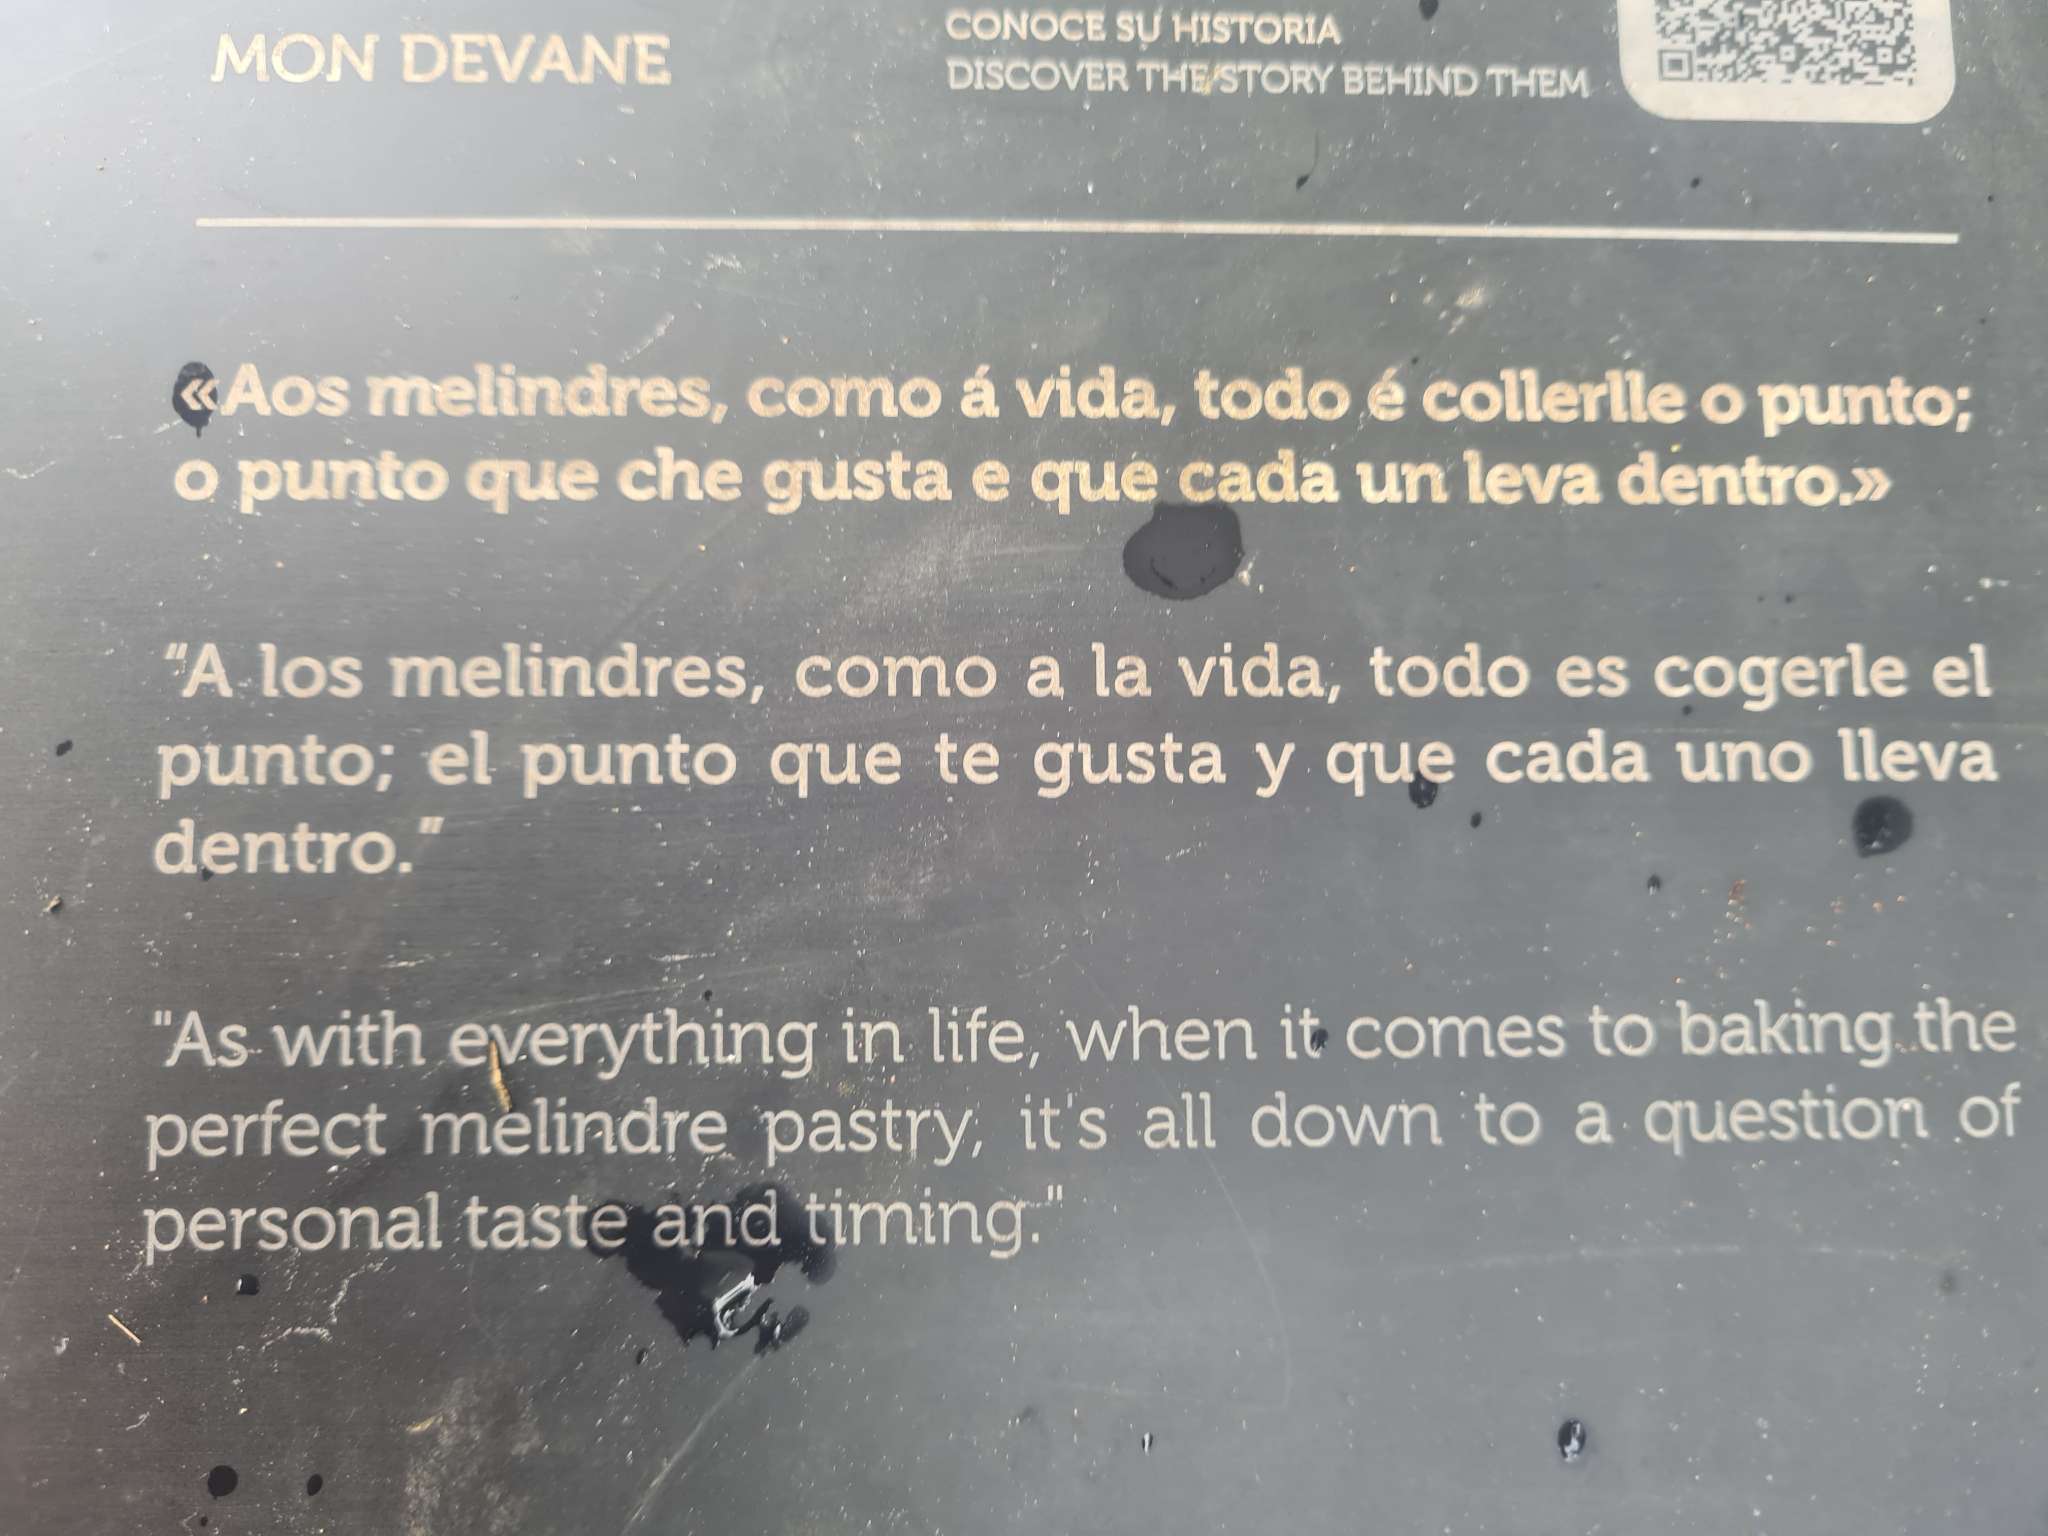 MON DEVANE
CONOCE SU HISTORIA
DISCOVER THE STORY BEHIND THEM
«Aos melindres, como á vida, todo é collerlle o punto;
o punto que che gusta e que cada un leva dentro.»
“A los melindres, como a la vida, todo es cogerle el
punto; el punto que te gusta y que cada uno lleva
dentro.”
"As with everything in life, when it comes to baking the
perfect melindre pastry, it's all down to a question of
personal taste and timing."